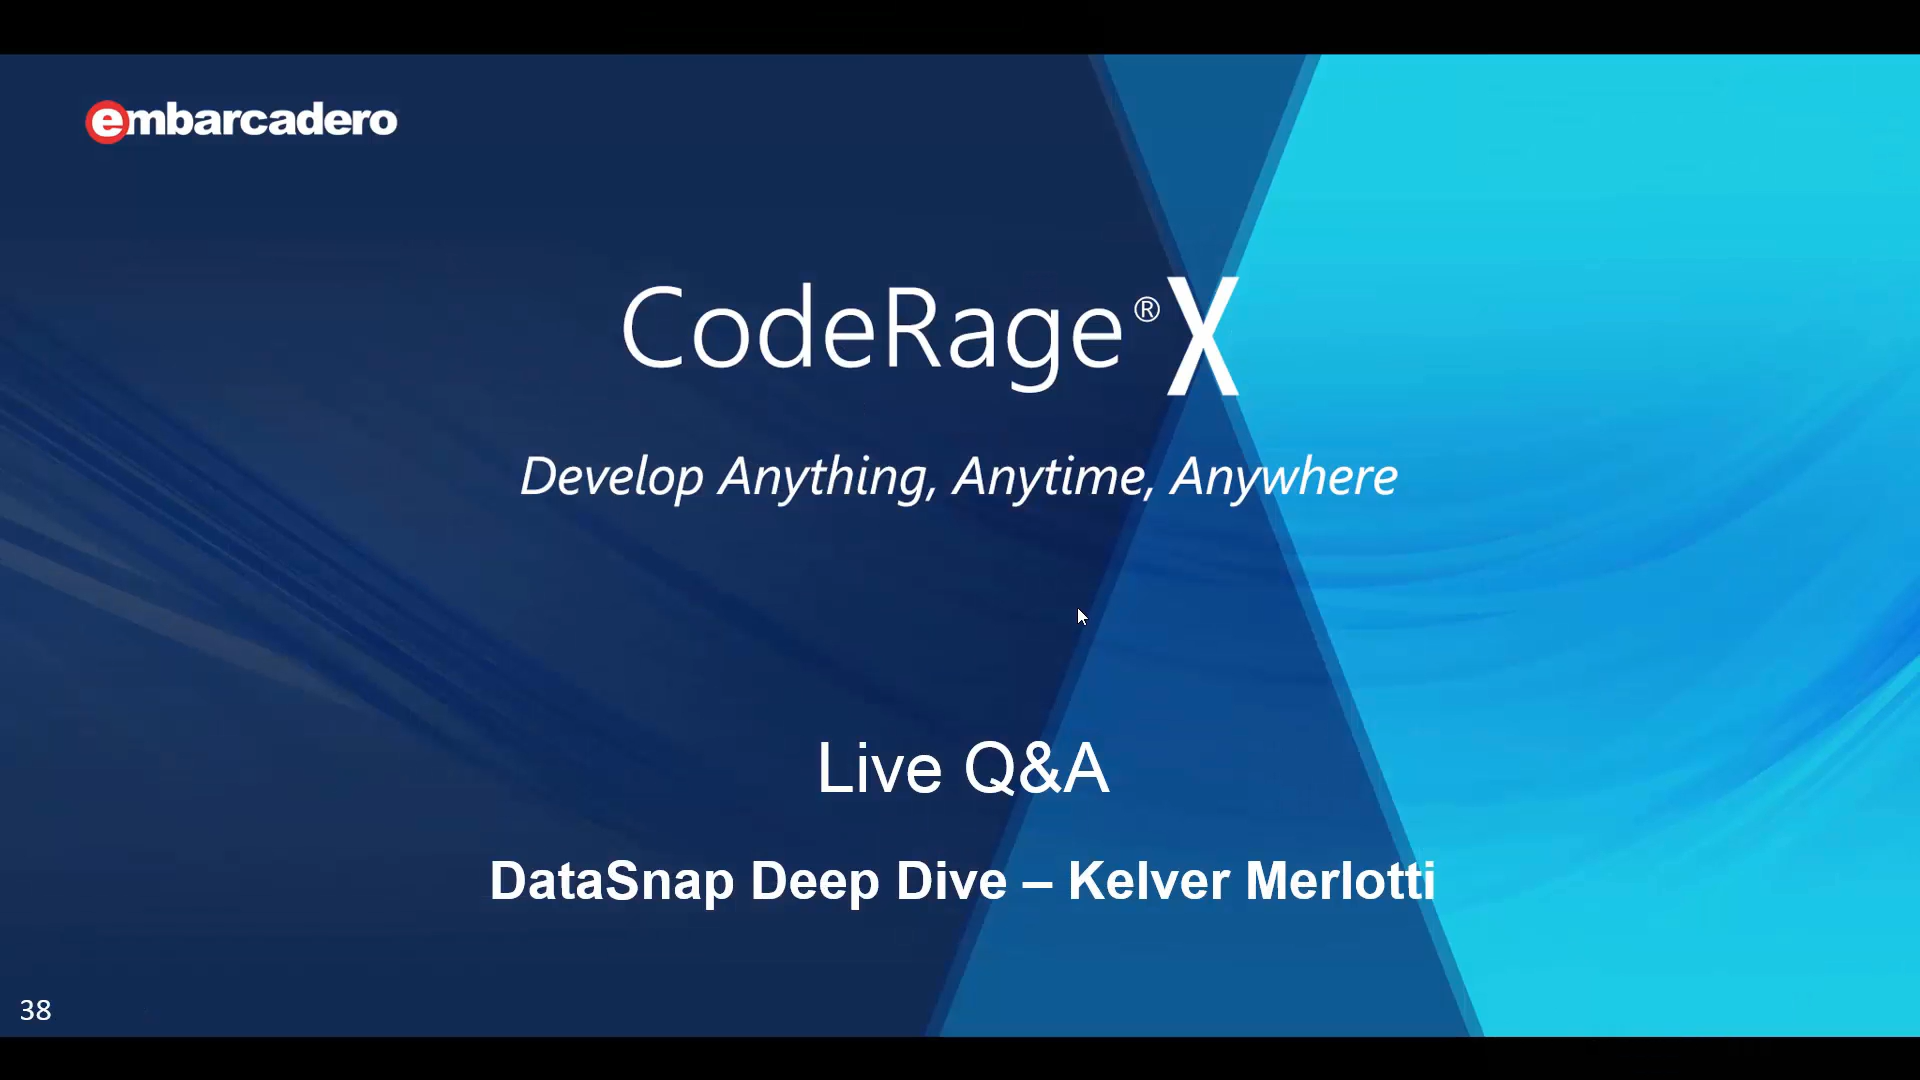 embarcadero
CodeRage®X
Develop Anything, Anytime, Anywhere
Live Q&A
DataSnap Deep Dive – Kelver Merlotti
38